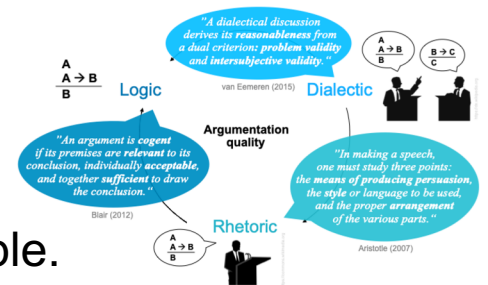 "A dialectical discussion
derives its reasonableness from
a dual criterion: problem validity
and intersubjective validity."
van Eemeren (2015)
A
A → B
B
Logic
Dialectic
A
A → B
B
B → C
C
Argumentation
quality
"An argument is cogent
if its premises are relevant to its
conclusion, individually acceptable,
and together sufficient to draw
the conclusion."
Blair (2012)
"In making a speech,
one must study three points:
the means of producing persuasion,
the style or language to be used,
and the proper arrangement
of the various parts."
Aristotle (2007)
Rhetoric
A
A → B
B
ple.